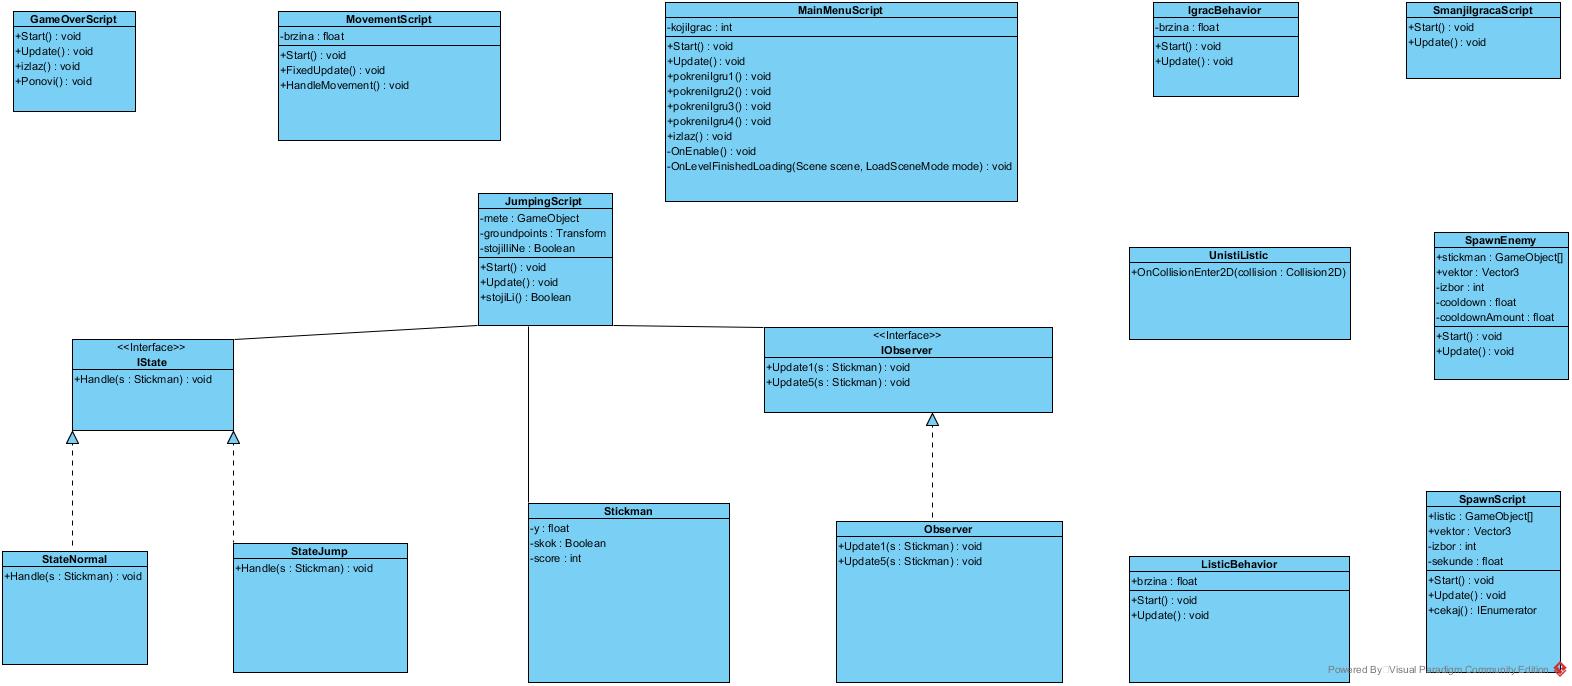 GameOverScript
+Start() : void
+Update() : void
+izlaz() : void
+Ponovi() : void
MovementScript
-brzina : float
+Start() : void
+FixedUpdate() : void
+HandleMovement() : void
MainMenuScript
-kojiIgrac : int
+Start() : void
+Update() : void
+pokreniIgru1() : void
+pokreniIgru2() : void
+pokreniIgru3() : void
+pokreniIgru4() : void
+izlaz() : void
-OnEnable() : void
-OnLevelFinishedLoading(Scene scene, LoadSceneMode mode) : void
IgracBehavior
-brzina : float
+Start() : void
+Update() : void
SmanjiIgracaScript
+Start() : void
+Update() : void
JumpingScript
-mete : GameObject
-groundpoints : Transform
-stojiliNe : Boolean
+Start() : void
+Update() : void
+stojiLi() : Boolean
UnistiListic
+OnCollisionEnter2D(collision : Collision2D)
SpawnEnemy
+stickman : GameObject[]
+vektor : Vector3
-izbor : int
-cooldown : float
-cooldownAmount : float
+Start() : void
+Update() : void
<<Interface>>
IState
+Handle(s : Stickman) : void
<<Interface>>
IObserver
+Update1(s : Stickman) : void
+Update5(s : Stickman) : void
StateNormal
+Handle(s : Stickman) : void
StateJump
+Handle(s : Stickman) : void
Stickman
-y : float
-skok : Boolean
-score : int
Observer
+Update1(s : Stickman) : void
+Update5(s : Stickman) : void
ListicBehavior
+brzina : float
+Start() : void
+Update() : void
SpawnScript
+listic : GameObject[]
+vektor : Vector3
-izbor : int
-sekunde : float
+Start() : void
+Update() : void
+cekaj() : IEnumerator
Powered By Visual Paradigm Community Edition